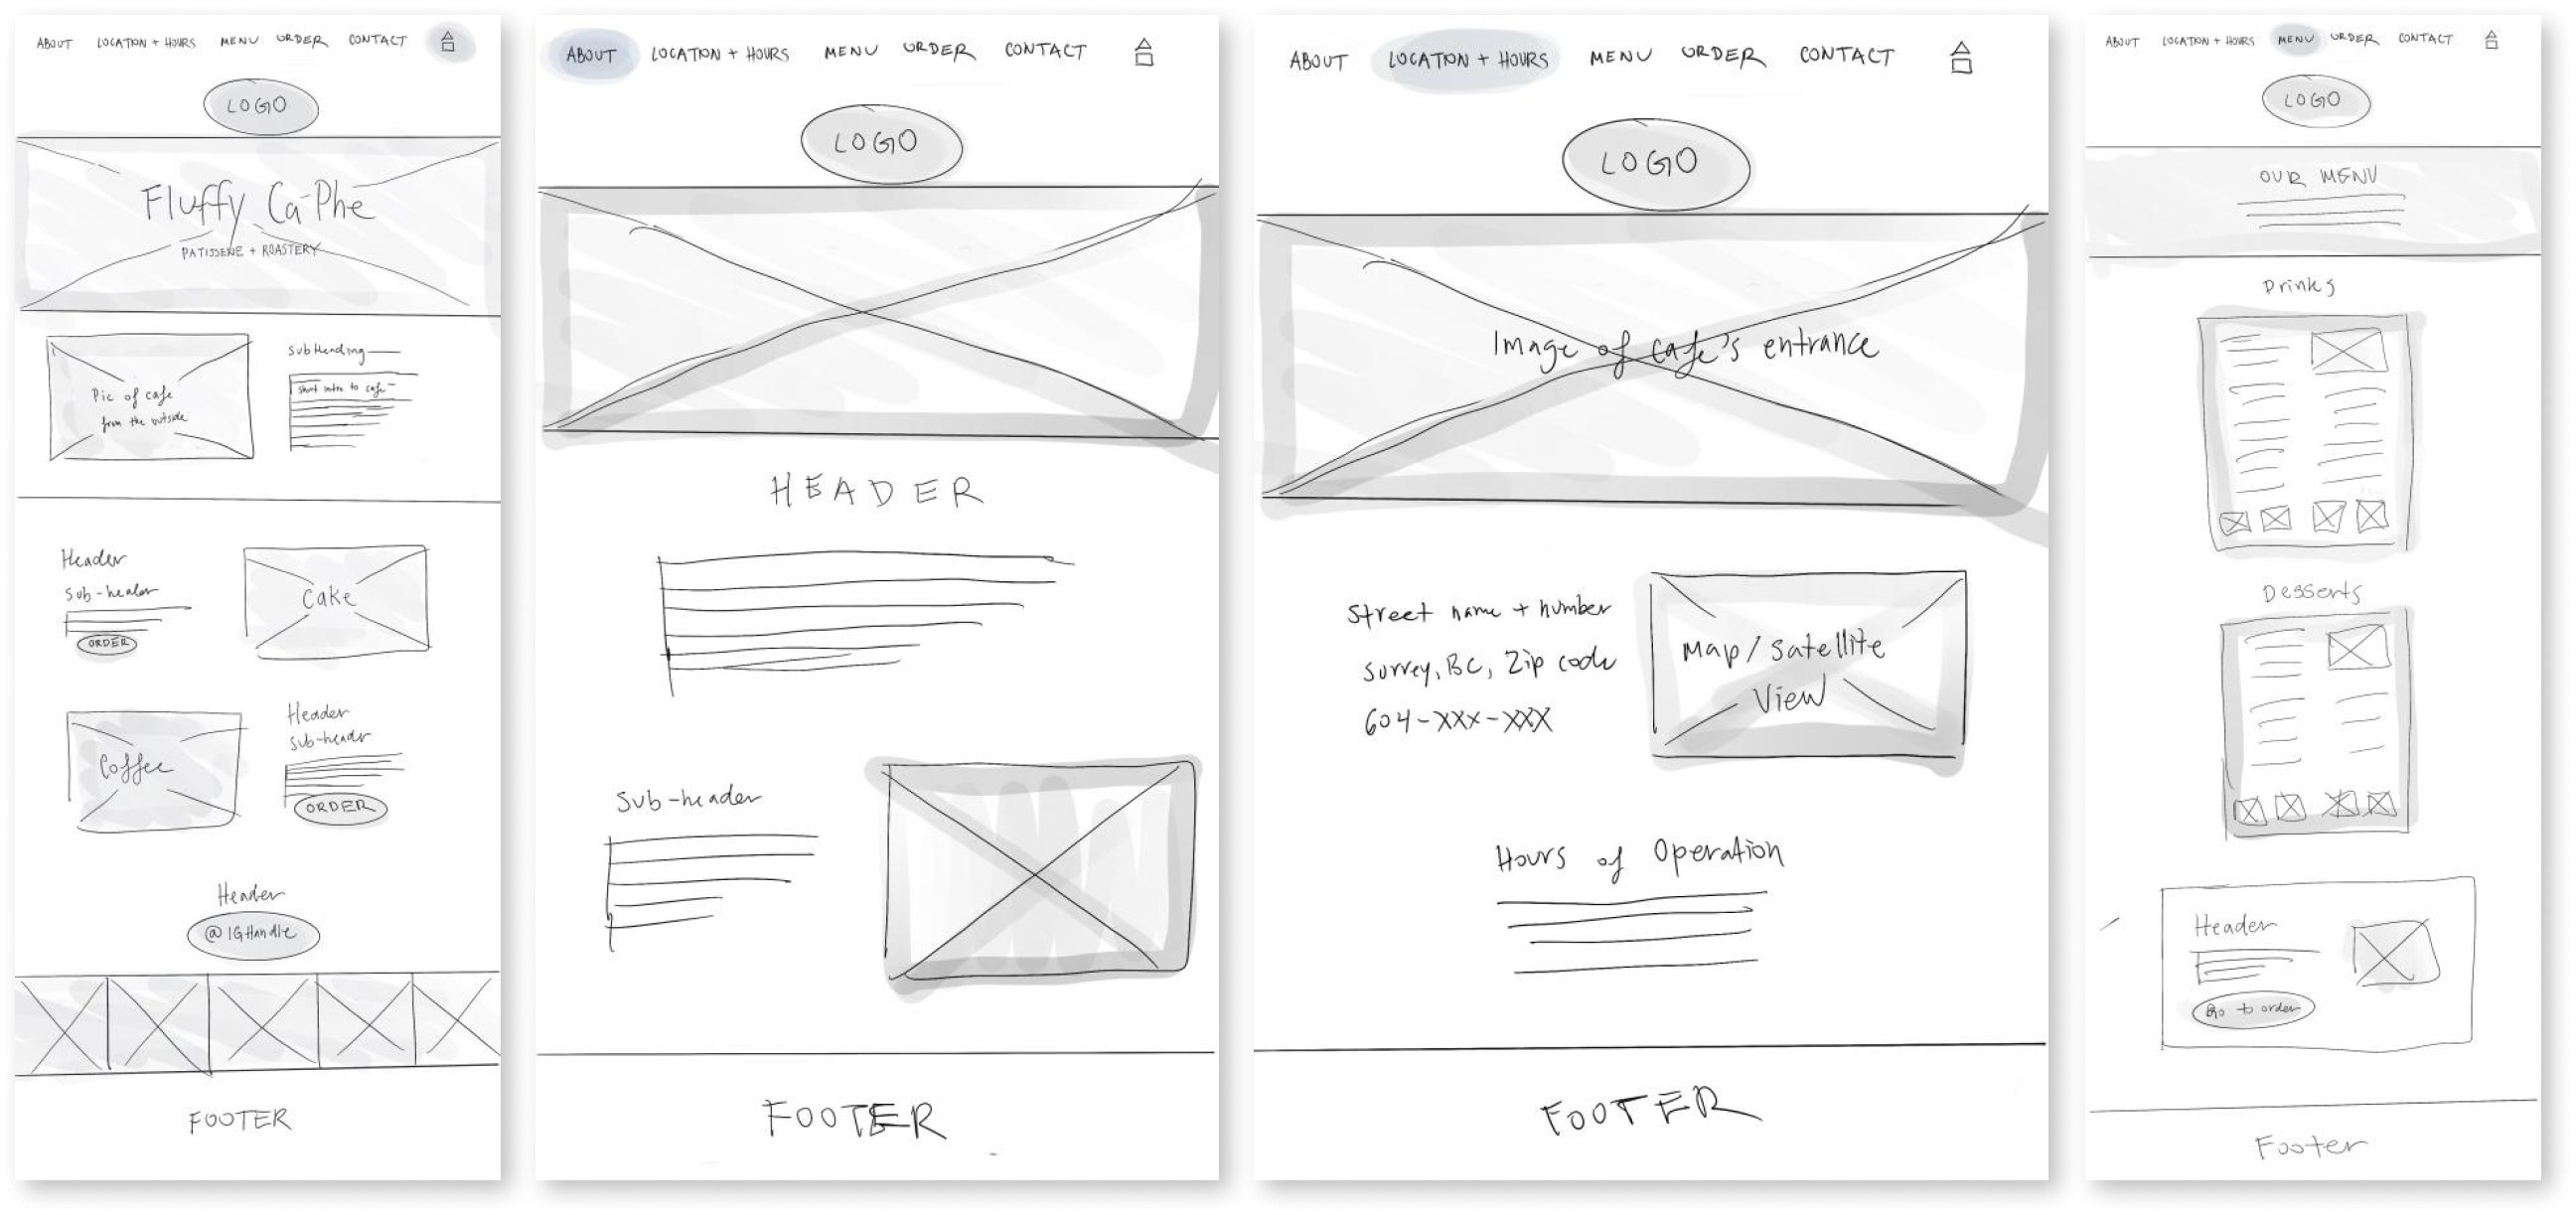 ABOUT LOCATION + HOURS MENU ORDER CONTACT
LOGO
Fluffy Ca Phe
PATISSERIE + ROASTERY
Pic of cafe
from the outside
SubHeading
Short intro to cafe
Header
Sub-header
ORDER
Cake
Coffee
Header
Sub-header
ORDER
Header
@IGHandle
FOOTER
ABOUT LOCATION + HOURS MENU ORDER CONTACT
LOGO
HEADER
Sub-header
FOOTER
ABOUT LOCATION + HOURS MENU ORDER CONTACT
LOGO
Image of cafe's entrance
Street name + number
Surrey, BC, Zip code
604-XXX-XXX
Map/Satellite
View
Hours of Operation
FOOTER
ABOUT LOCATION + HOURS MENU ORDER CONTACT
LOGO
OUR MENU
Drinks
Desserts
Header
Go to order
Footer